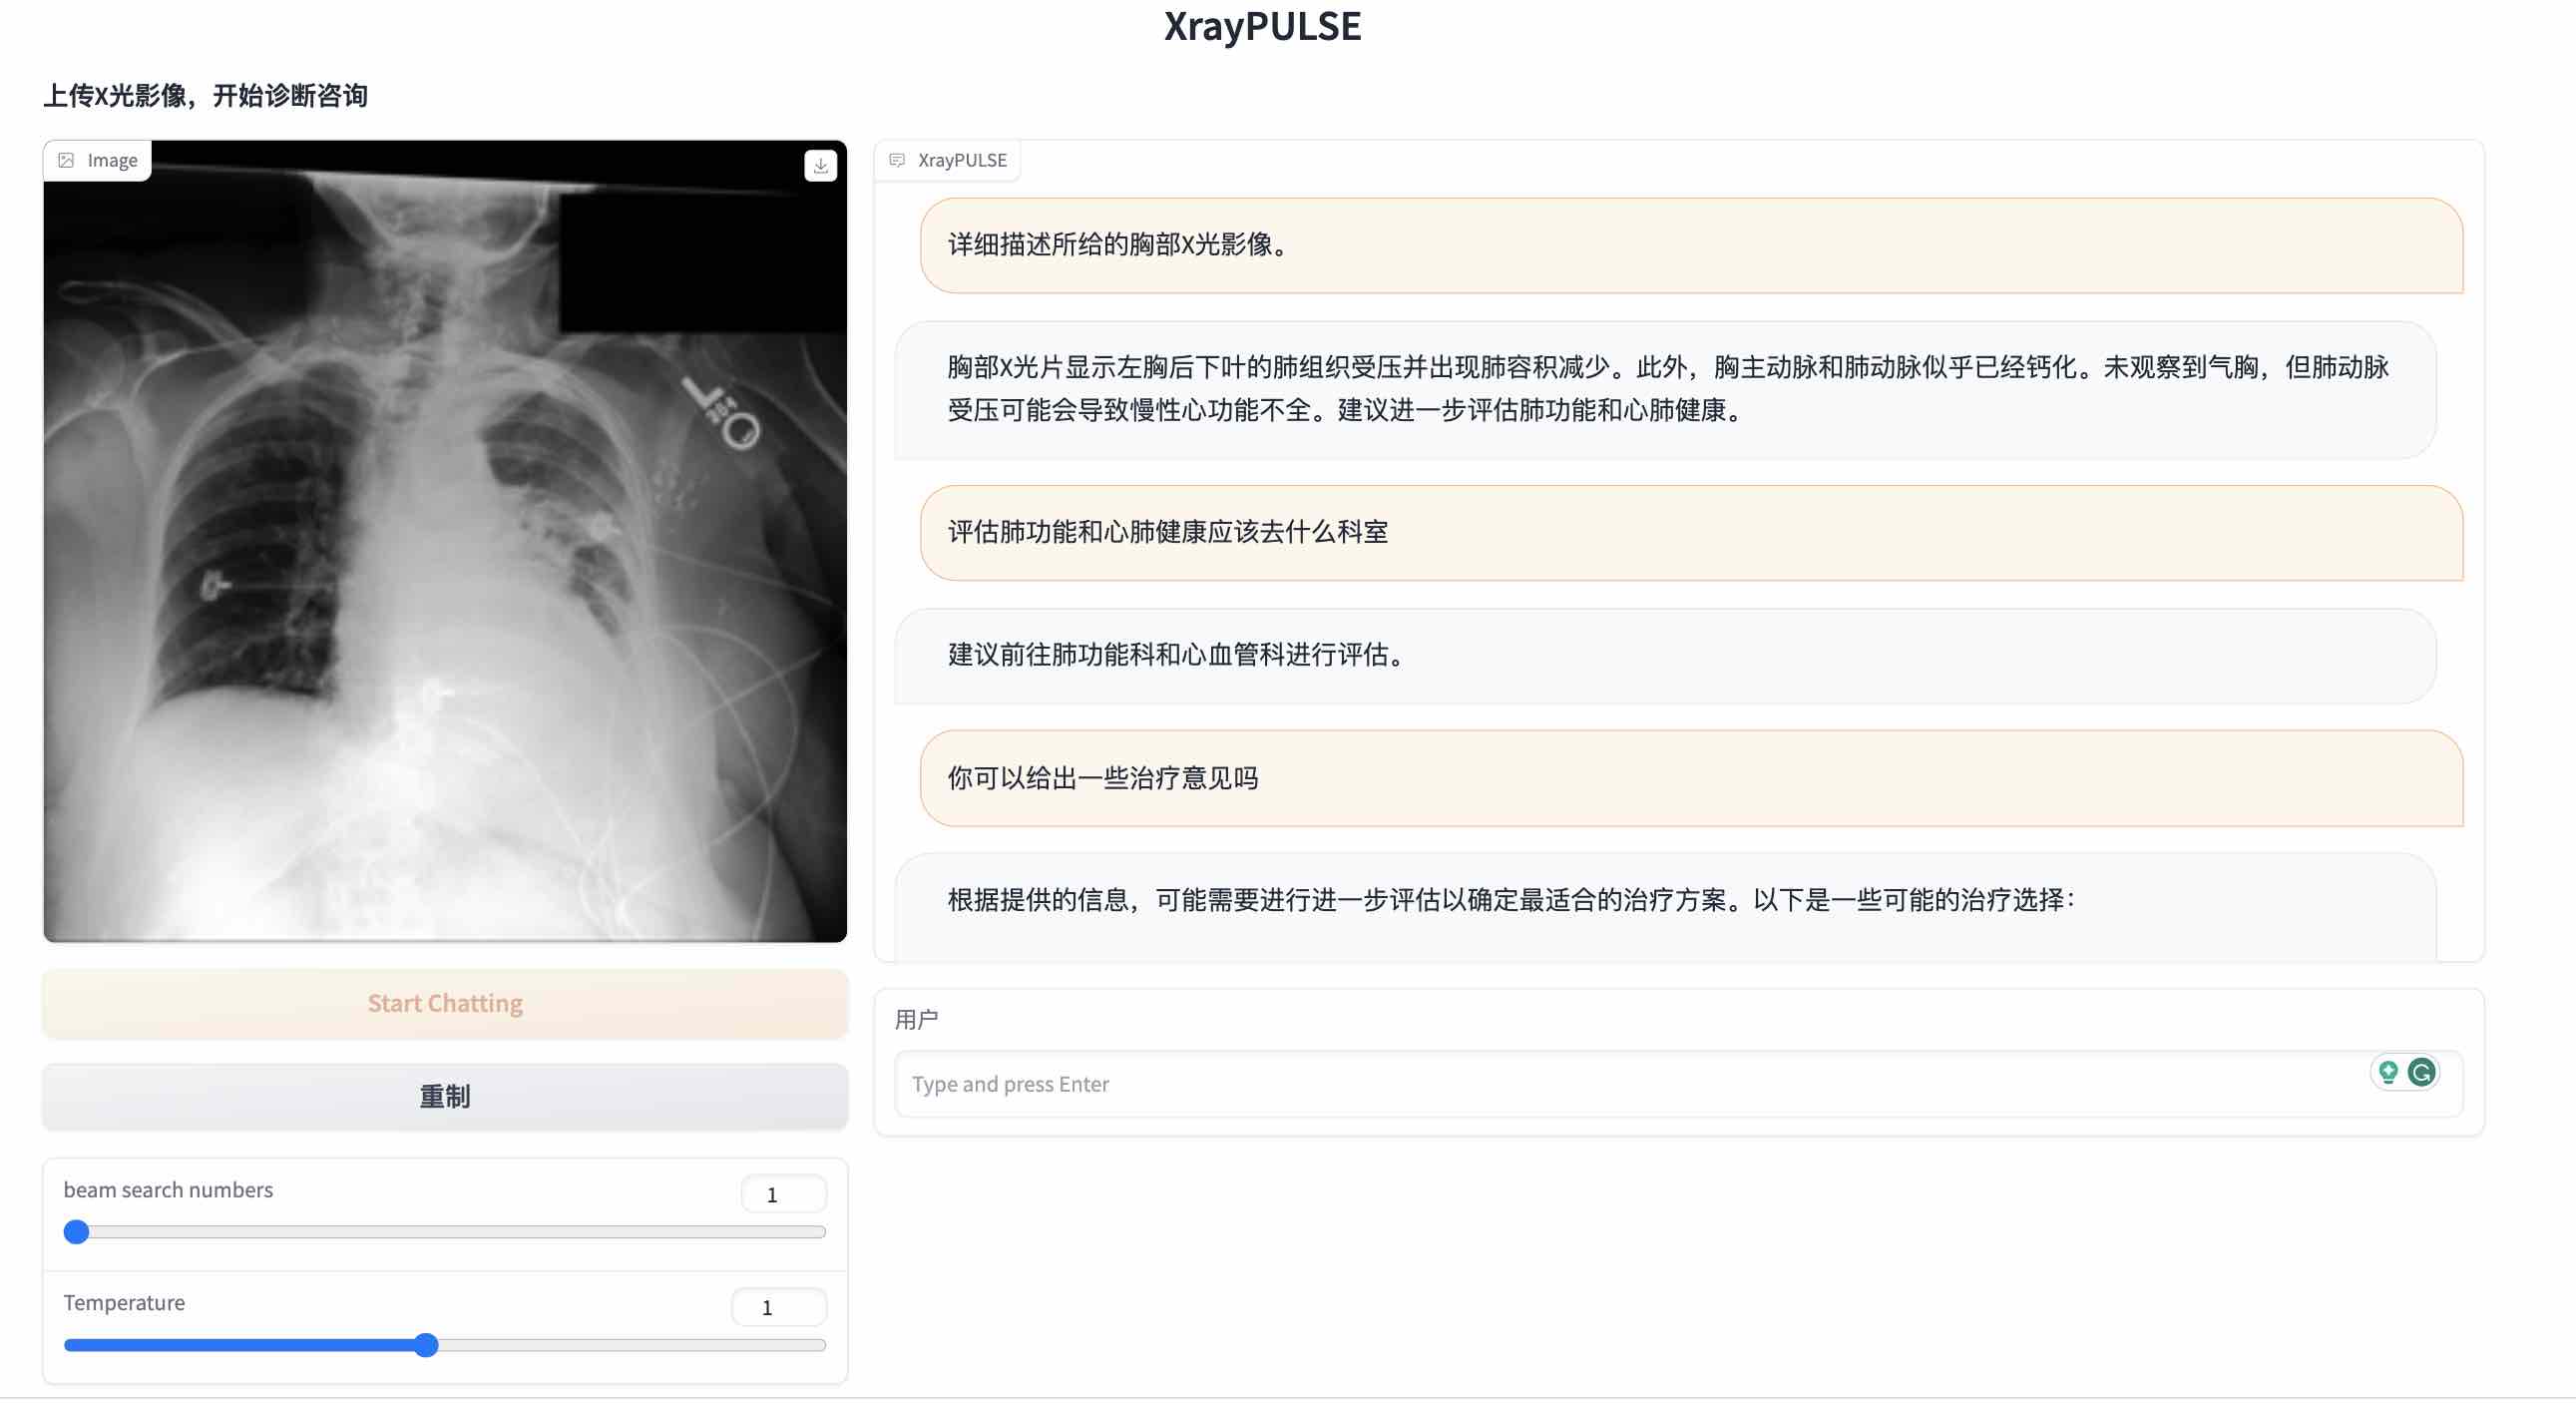 XrayPULSE
上传X光影像，开始诊断咨询
Image
XrayPULSE
详细描述所给的胸部X光影像。
胸部X光片显示左胸后下叶的肺组织受压并出现肺容积减少。此外，胸主动脉和肺动脉似乎已经钙化。未观察到气胸，但肺动脉
受压可能会导致慢性心功能不全。建议进一步评估肺功能和心肺健康。
评估肺功能和心肺健康应该去什么科室
建议前往肺功能科和心血管科进行评估。
你可以给出一些治疗意见吗
根据提供的信息，可能需要进行进一步评估以确定最适合的治疗方案。以下是一些可能的治疗选择：
Start Chatting
重制
beam search numbers
1
Temperature
1
用户
Type and press Enter